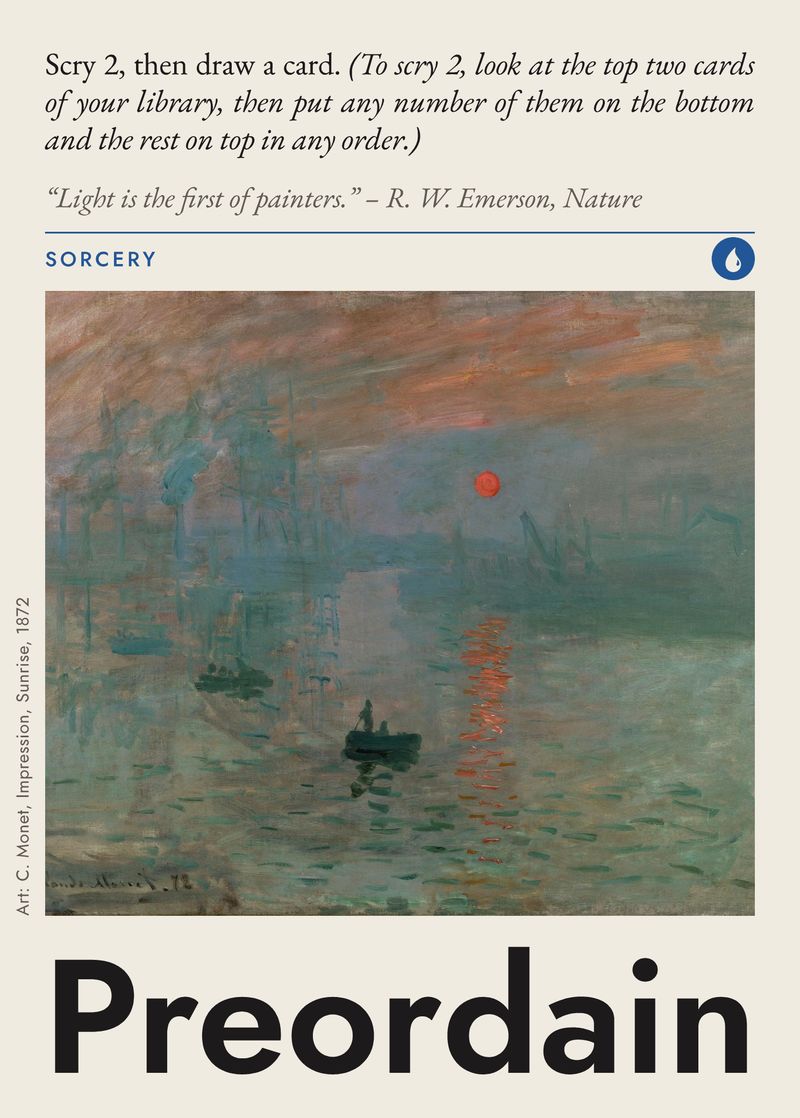 Scry 2, then draw a card. (To scry 2, look at the top two cards
of your library, then put any number of them on the bottom
and the rest on top in any order.)
“Light is the first of painters.” – R. W. Emerson, Nature
SORCERY
Art: C. Monet, Impression, Sunrise, 1872
Preordain